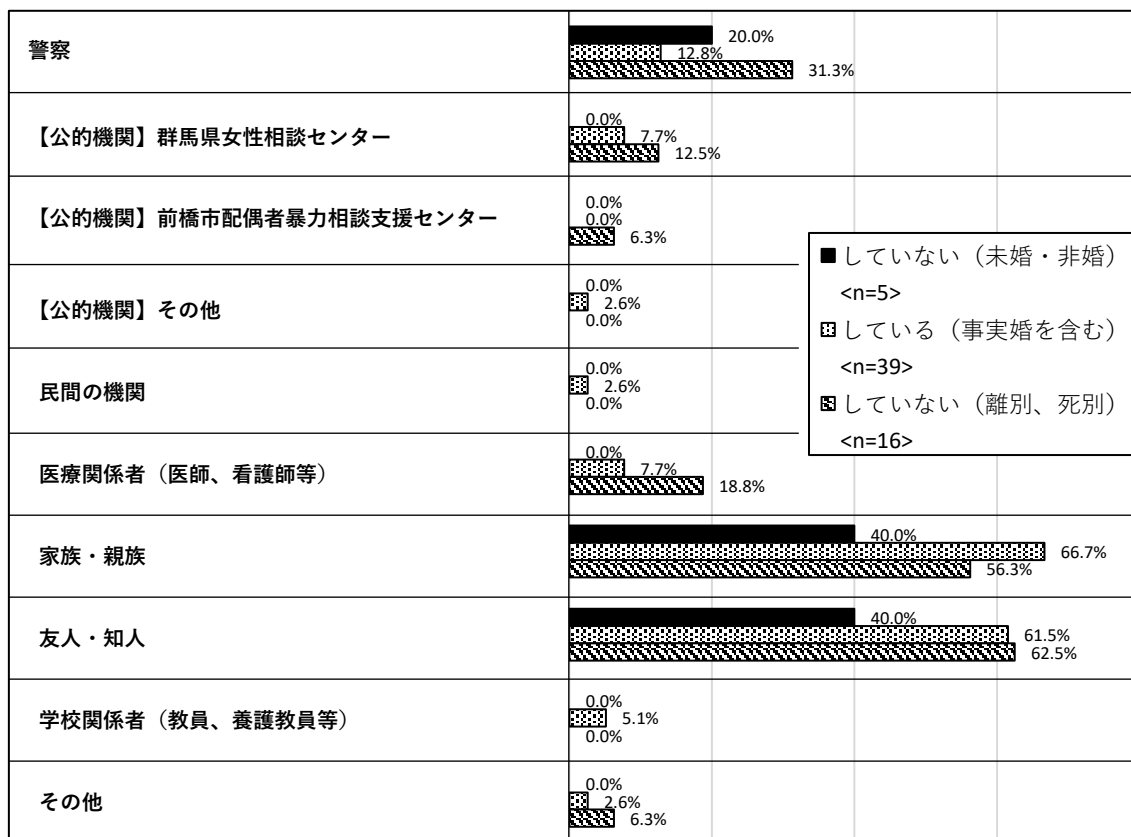 警察
20.0%
12.8%
31.3%
【公的機関】群馬県女性相談センター
0.0%
7.7%
12.5%
【公的機関】前橋市配偶者暴力相談支援センター
0.0%
0.0%
6.3%
【公的機関】その他
0.0%
2.6%
0.0%
民間の機関
0.0%
2.6%
0.0%
医療関係者（医師、看護師等）
0.0%
7.7%
18.8%
家族・親族
40.0%
66.7%
56.3%
友人・知人
40.0%
61.5%
62.5%
学校関係者（教員、養護教員等）
0.0%
5.1%
0.0%
その他
0.0%
2.6%
6.3%
していない（未婚・非婚）
<n=5>
している（事実婚を含む）
<n=39>
していない（離別、死別）
<n=16>